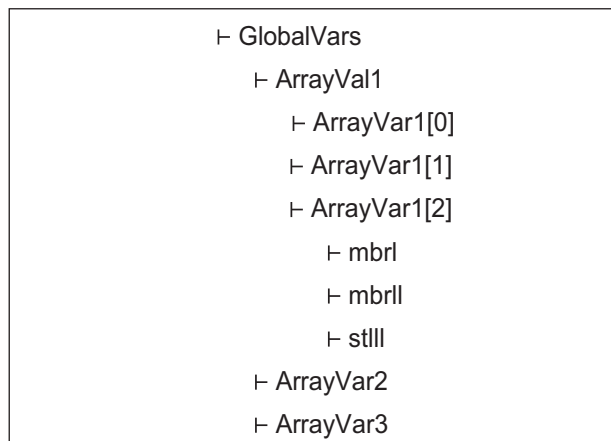 ⊢ GlobalVars
⊢ ArrayVal1
⊢ ArrayVar1[0]
⊢ ArrayVar1[1]
⊢ ArrayVar1[2]
⊢ mbrl
⊢ mbrll
⊢ stlll
⊢ ArrayVar2
⊢ ArrayVar3